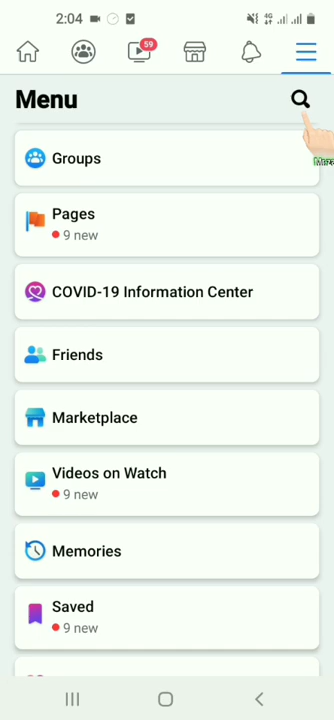 2:04
59
Menu
Groups
Pages
9 new
COVID-19 Information Center
Friends
Marketplace
Videos on Watch
9 new
Memories
Saved
9 new